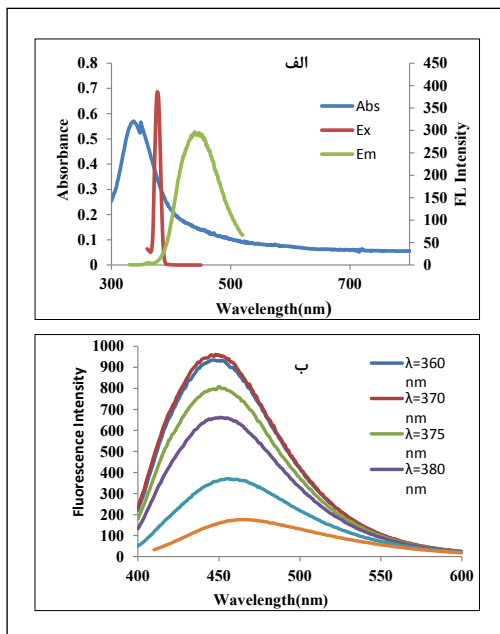 الف
0.8
0.7
0.6
0.5
0.4
0.3
0.2
0.1
0
Absorbance
450
400
350
300
250
200
150
100
50
0
FL Intensity
Abs
Ex
Em
300 500 700
Wavelength(nm)
ب
1000
900
800
700
600
500
400
300
200
100
0
Fluorescence Intensity
λ=360
nm
λ=370
nm
λ=375
nm
λ=380
nm
400 450 500 550 600
Wavelength(nm)